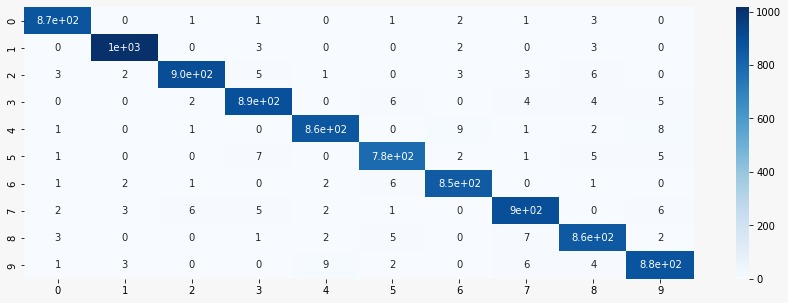 0 8.7e+02 0 1 1 0 1 2 1 3 0
1 0 1e+03 0 3 0 0 2 0 3 0
2 3 2 9.0e+02 5 1 0 3 3 6 0
3 0 0 2 8.9e+02 0 6 0 4 4 5
4 1 0 1 0 8.6e+02 0 9 1 2 8
5 1 0 0 7 0 7.8e+02 2 1 5 5
6 1 2 1 0 2 6 8.5e+02 0 1 0
7 2 3 6 5 2 1 0 9e+02 0 6
8 3 0 0 1 2 5 0 7 8.6e+02 2
9 1 3 0 0 9 2 0 6 4 8.8e+02
0 1 2 3 4 5 6 7 8 9
1000
800
600
400
200
0